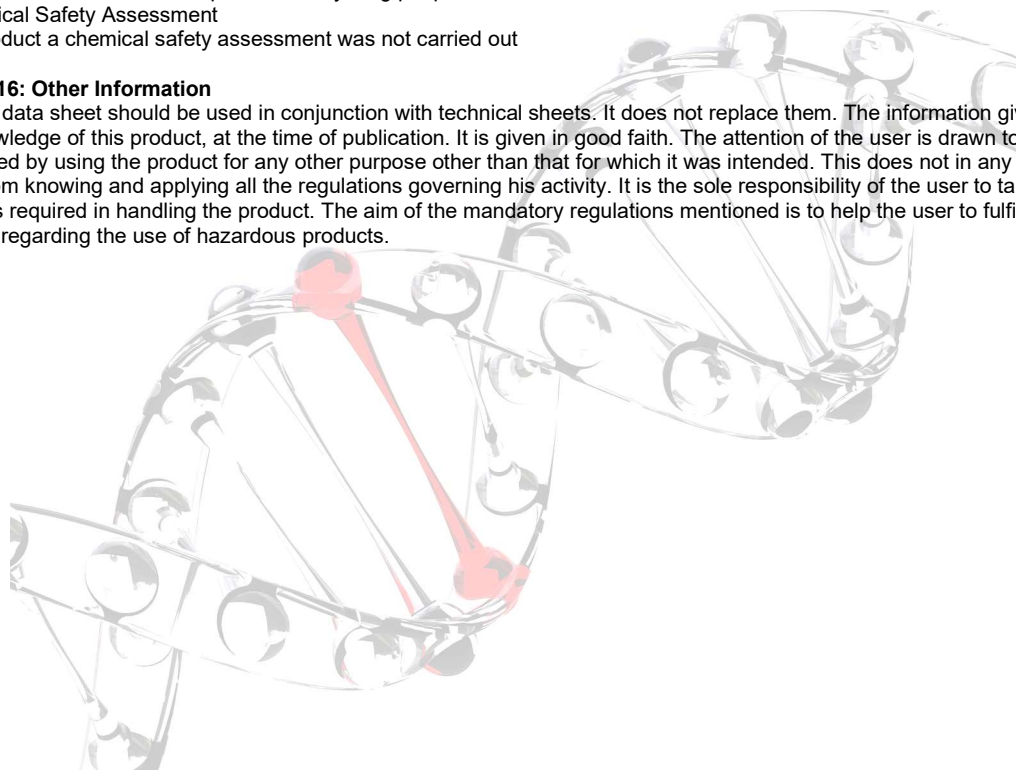 ical Safety Assessment
duct a chemical safety assessment was not carried out
16: Other Information
data sheet should be used in conjunction with technical sheets. It does not replace them. The information gi
wledge of this product, at the time of publication. It is given in good faith. The attention of the user is drawn to
ed by using the product for any other purpose other than that for which it was intended. This does not in any
m knowing and applying all the regulations governing his activity. It is the sole responsibility of the user to ta
s required in handling the product. The aim of the mandatory regulations mentioned is to help the user to fulfi
regarding the use of hazardous products.